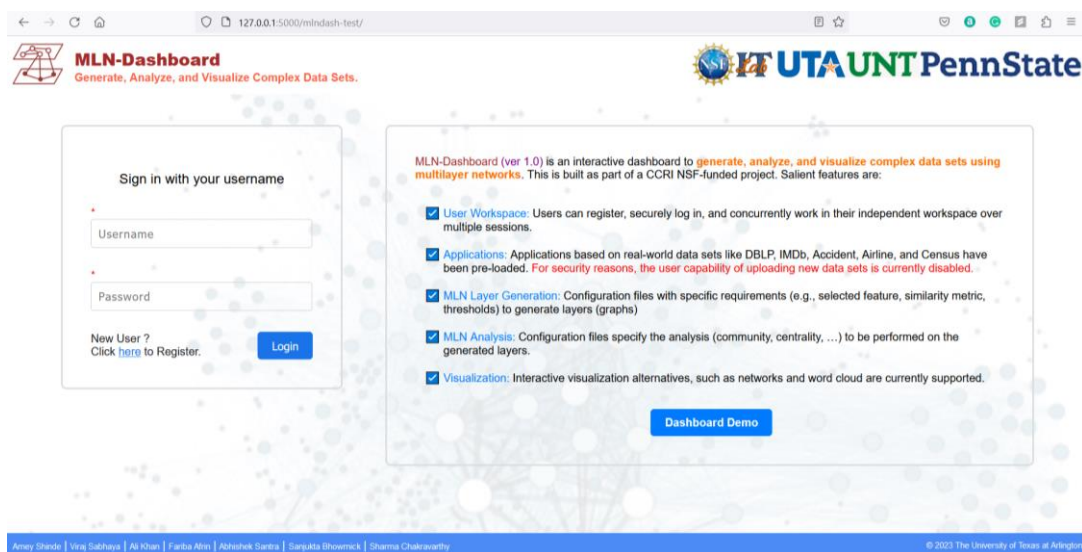 127.0.0.1:5000/mlndash-test/
MLN-Dashboard
Generate, Analyze, and Visualize Complex Data Sets.
NSF IT Lab UTA UNT PennState
Sign in with your username
*
Username
*
Password
New User ?
Click here to Register.
Login
MLN-Dashboard (ver 1.0) is an interactive dashboard to generate, analyze, and visualize complex data sets using
multilayer networks. This is built as part of a CCRI NSF-funded project. Salient features are:
User Workspace: Users can register, securely log in, and concurrently work in their independent workspace over
multiple sessions.
Applications: Applications based on real-world data sets like DBLP, IMDb, Accident, Airline, and Census have
been pre-loaded. For security reasons, the user capability of uploading new data sets is currently disabled.
MLN Layer Generation: Configuration files with specific requirements (e.g., selected feature, similarity metric,
thresholds) to generate layers (graphs)
MLN Analysis: Configuration files specify the analysis (community, centrality, …) to be performed on the
generated layers.
Visualization: Interactive visualization alternatives, such as networks and word cloud are currently supported.
Dashboard Demo
Amey Shinde | Viraj Sabhaya | Ali Khan | Fariba Afrin | Abhishek Santra | Sanjukta Bhowmick | Sharma Chakravarthy
© 2023 The University of Texas at Arlington